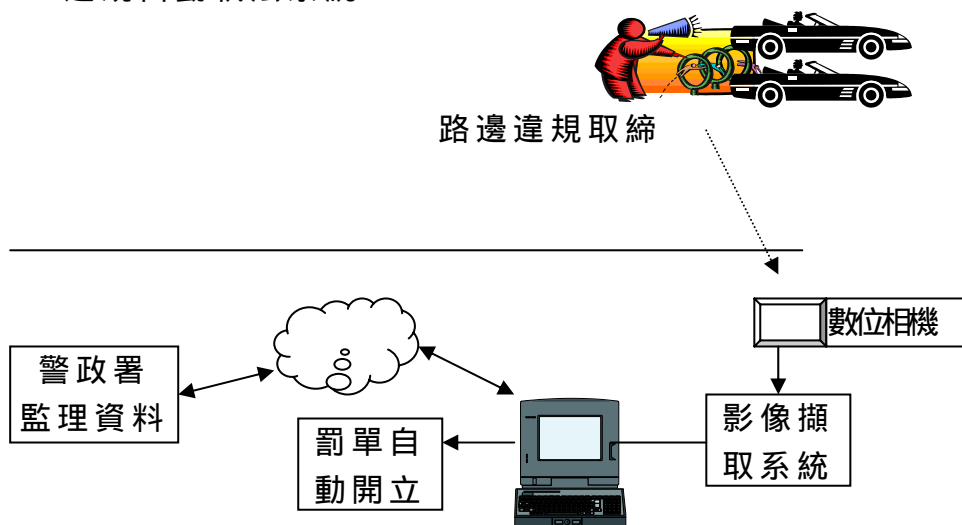 路邊違規取締
數位相機
警政署
監理資料
罰單自
動開立
影像擷
取系統